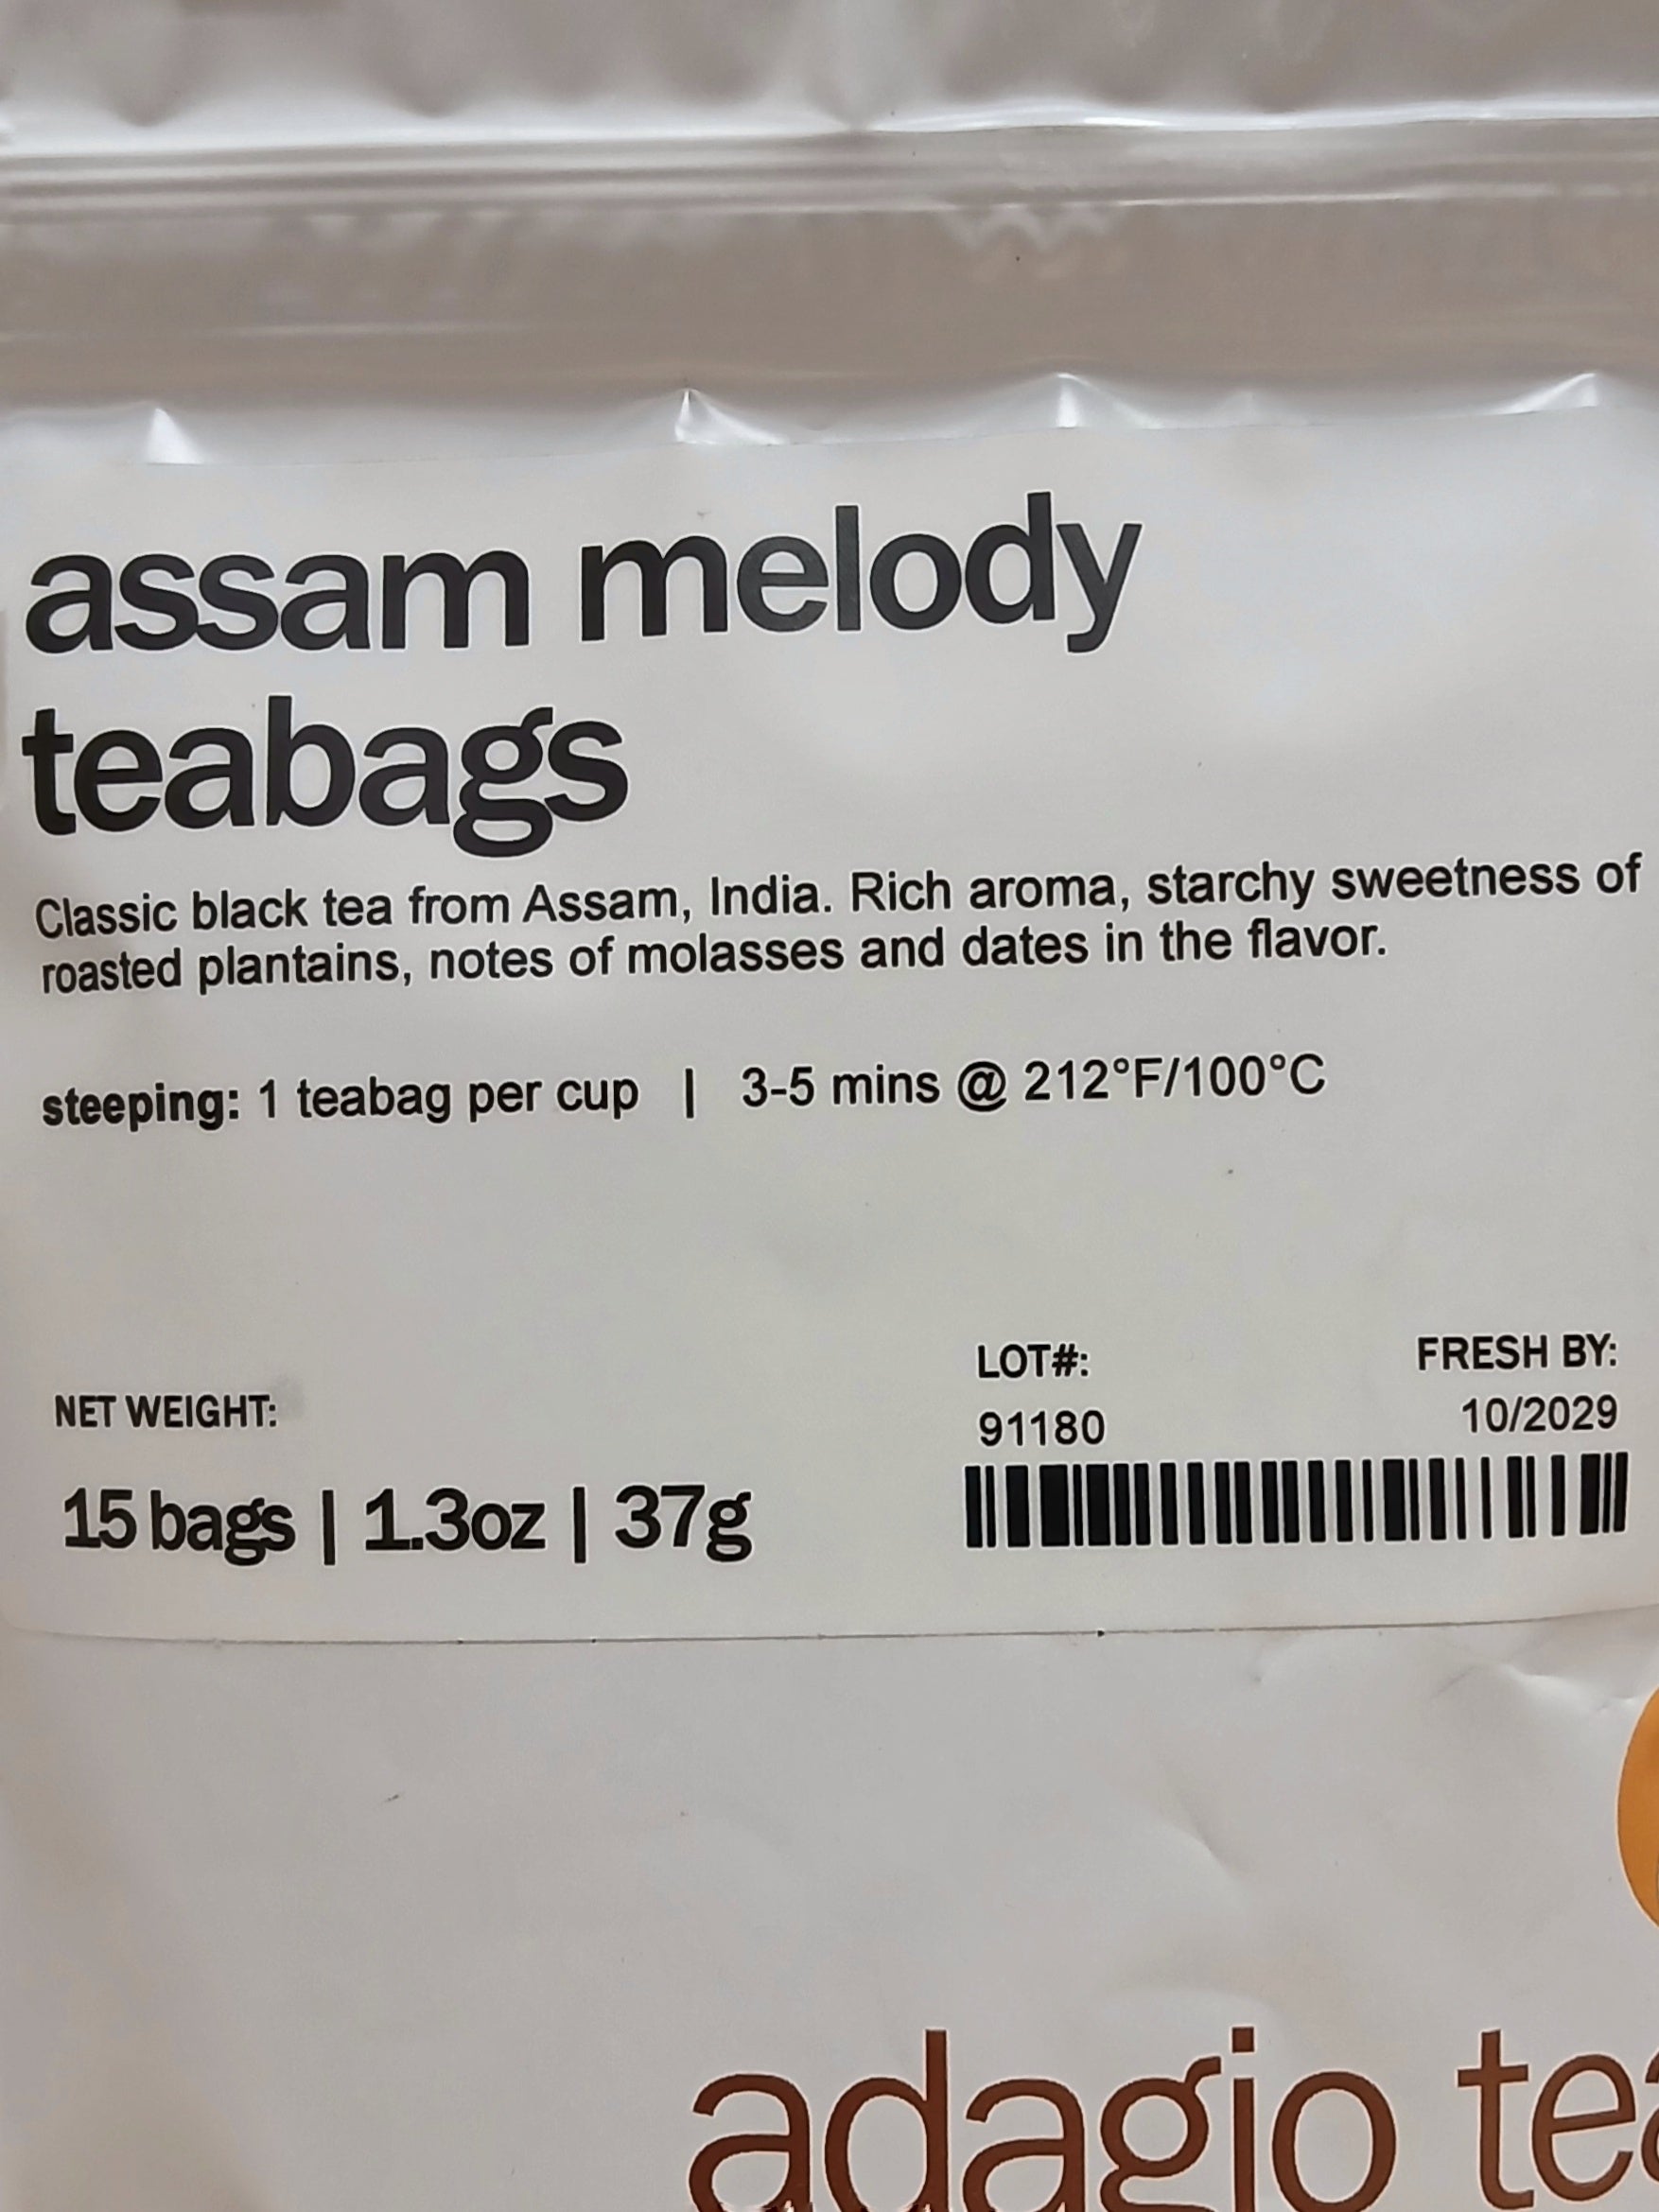 assam melody
teabags
Classic black tea from Assam, India. Rich aroma, starchy sweetness of
roasted plantains, notes of molasses and dates in the flavor.
steeping: 1 teabag per cup | 3-5 mins @ 212°F/100°C
NET WEIGHT:
15 bags | 1.3oz | 37g
LOT#:
91180
FRESH BY:
10/2029
adagio tea